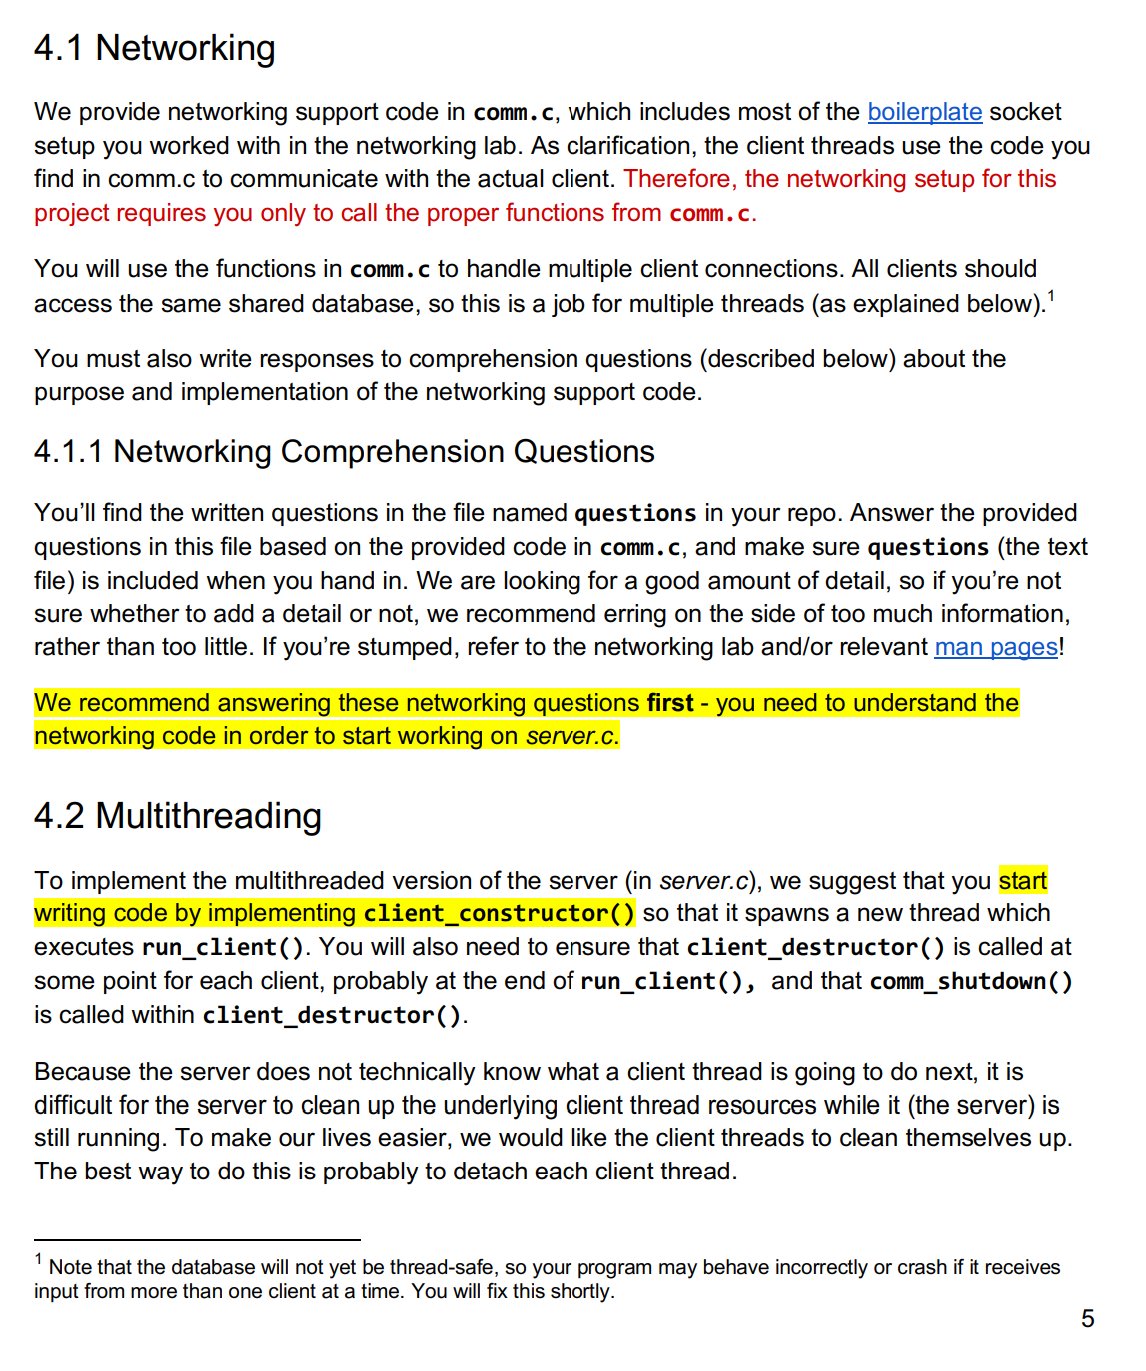 4.1 Networking
We provide networking support code in comm.c, which includes most of the boilerplate socket
setup you worked with in the networking lab. As clarification, the client threads use the code you
find in comm.c to communicate with the actual client. Therefore, the networking setup for this
project requires you only to call the proper functions from comm.c.
You will use the functions in comm.c to handle multiple client connections. All clients should
access the same shared database, so this is a job for multiple threads (as explained below).1
You must also write responses to comprehension questions (described below) about the
purpose and implementation of the networking support code.
4.1.1 Networking Comprehension Questions
You’ll find the written questions in the file named questions in your repo. Answer the provided
questions in this file based on the provided code in comm.c, and make sure questions (the text
file) is included when you hand in. We are looking for a good amount of detail, so if you’re not
sure whether to add a detail or not, we recommend erring on the side of too much information,
rather than too little. If you’re stumped, refer to the networking lab and/or relevant man pages!
We recommend answering these networking questions first - you need to understand the
networking code in order to start working on server.c.
4.2 Multithreading
To implement the multithreaded version of the server (in server.c), we suggest that you start
writing code by implementing client_constructor() so that it spawns a new thread which
executes run_client(). You will also need to ensure that client_destructor() is called at
some point for each client, probably at the end of run_client(), and that comm_shutdown()
is called within client_destructor().
Because the server does not technically know what a client thread is going to do next, it is
difficult for the server to clean up the underlying client thread resources while it (the server) is
still running. To make our lives easier, we would like the client threads to clean themselves up.
The best way to do this is probably to detach each client thread.
1 Note that the database will not yet be thread-safe, so your program may behave incorrectly or crash if it receives
input from more than one client at a time. You will fix this shortly.
5